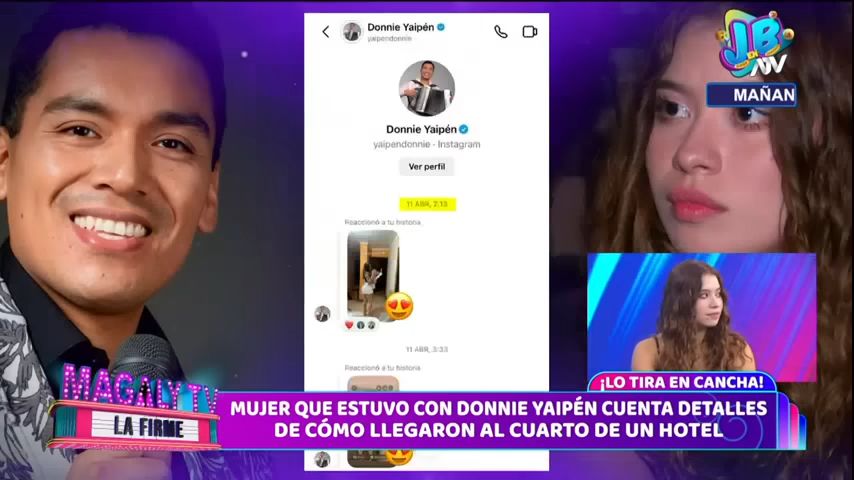 Donnie Yaipén
yaipendonnie
Donnie Yaipén
yaipendonnie - Instagram
Ver perfil
11 ABR, 2:13
Reaccionó a tu historia
11 ABR, 3:33
Reaccionó a tu historia
JB
ATV
MAÑAN
MAGALY TV
LA FIRME
¡LO TIRA EN CANCHA!
MUJER QUE ESTUVO CON DONNIE YAIPÉN CUENTA DETALLES
DE CÓMO LLEGARON AL CUARTO DE UN HOTEL